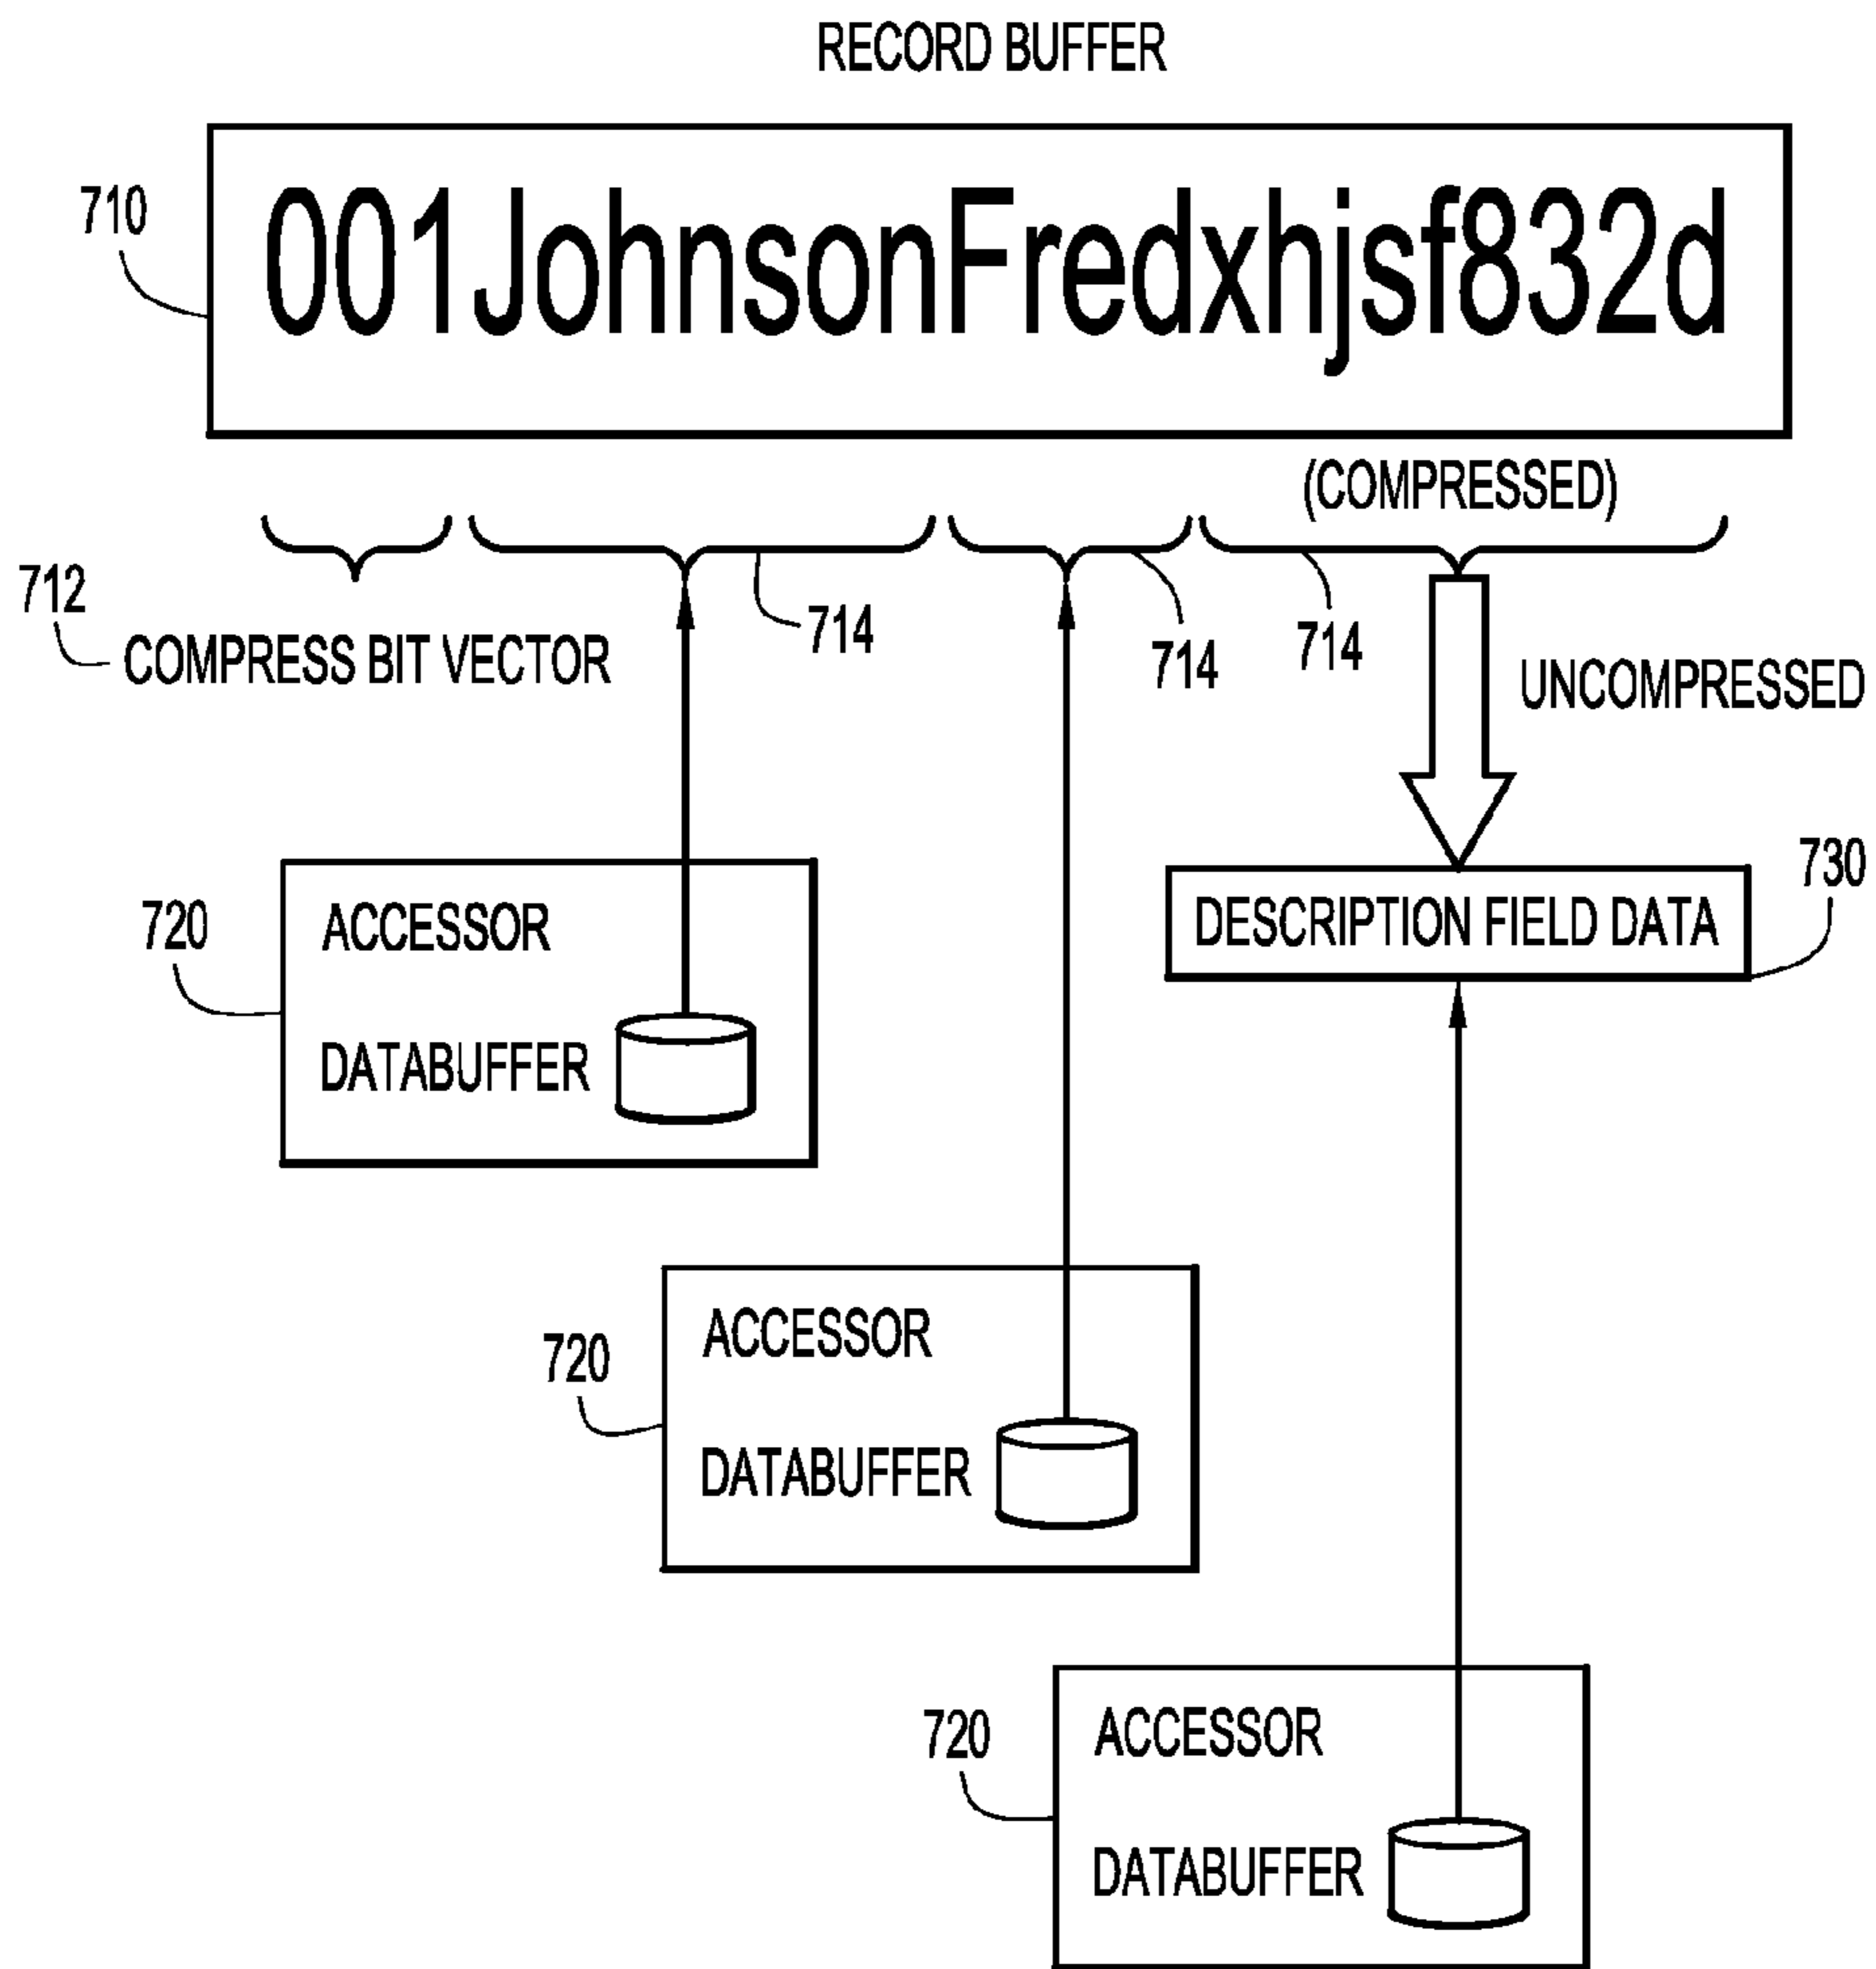 RECORD BUFFER
710
001JohnsonFredxhjsf832d
(COMPRESSED)
712
COMPRESS BIT VECTOR
714
714
714
UNCOMPRESSED
730
DESCRIPTION FIELD DATA
720
ACCESSOR
DATABUFFER
720
ACCESSOR
DATABUFFER
720
ACCESSOR
DATABUFFER